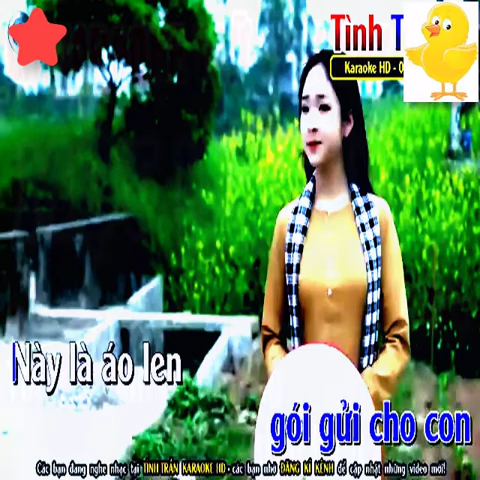 Tình T
Karaoke HD - 0
Này là áo len
gói gửi cho con
Các bạn đang nghe nhạc tại TÌNH TRẦN KARAOKE HD - các bạn nhớ ĐĂNG KÍ KÊNH để cập nhật những video mới!